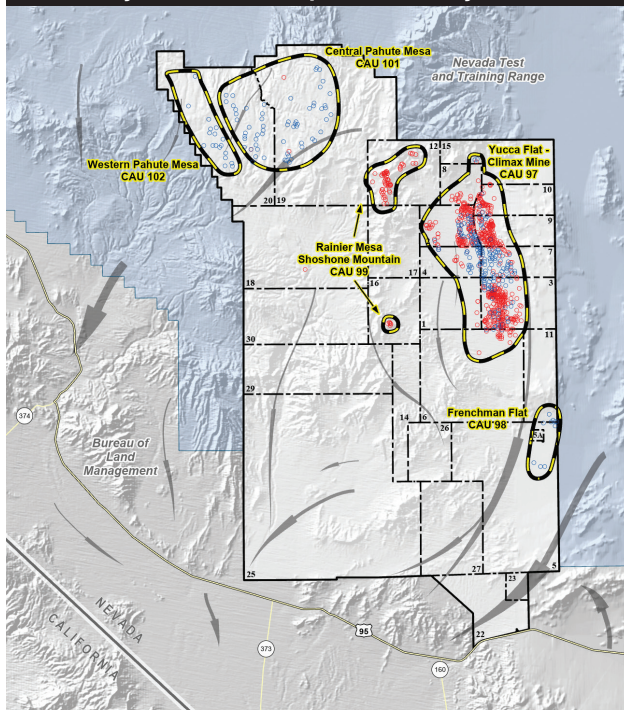 Central Pahute Mesa
CAU 101
Nevada Test
and Training Range
Western Pahute Mesa
CAU 102
Yucca Flat -
Climax Mine
CAU 97
12
15
8
10
20
19
9
Rainier Mesa
Shoshone Mountain
CAU 99
7
18
16
17
4
3
1
11
30
29
374
Bureau of
Land
Management
Frenchman Flat
CAU 98
14
6
26
5A
25
27
5
23
22
NEVADA
CALIFORNIA
95
373
160